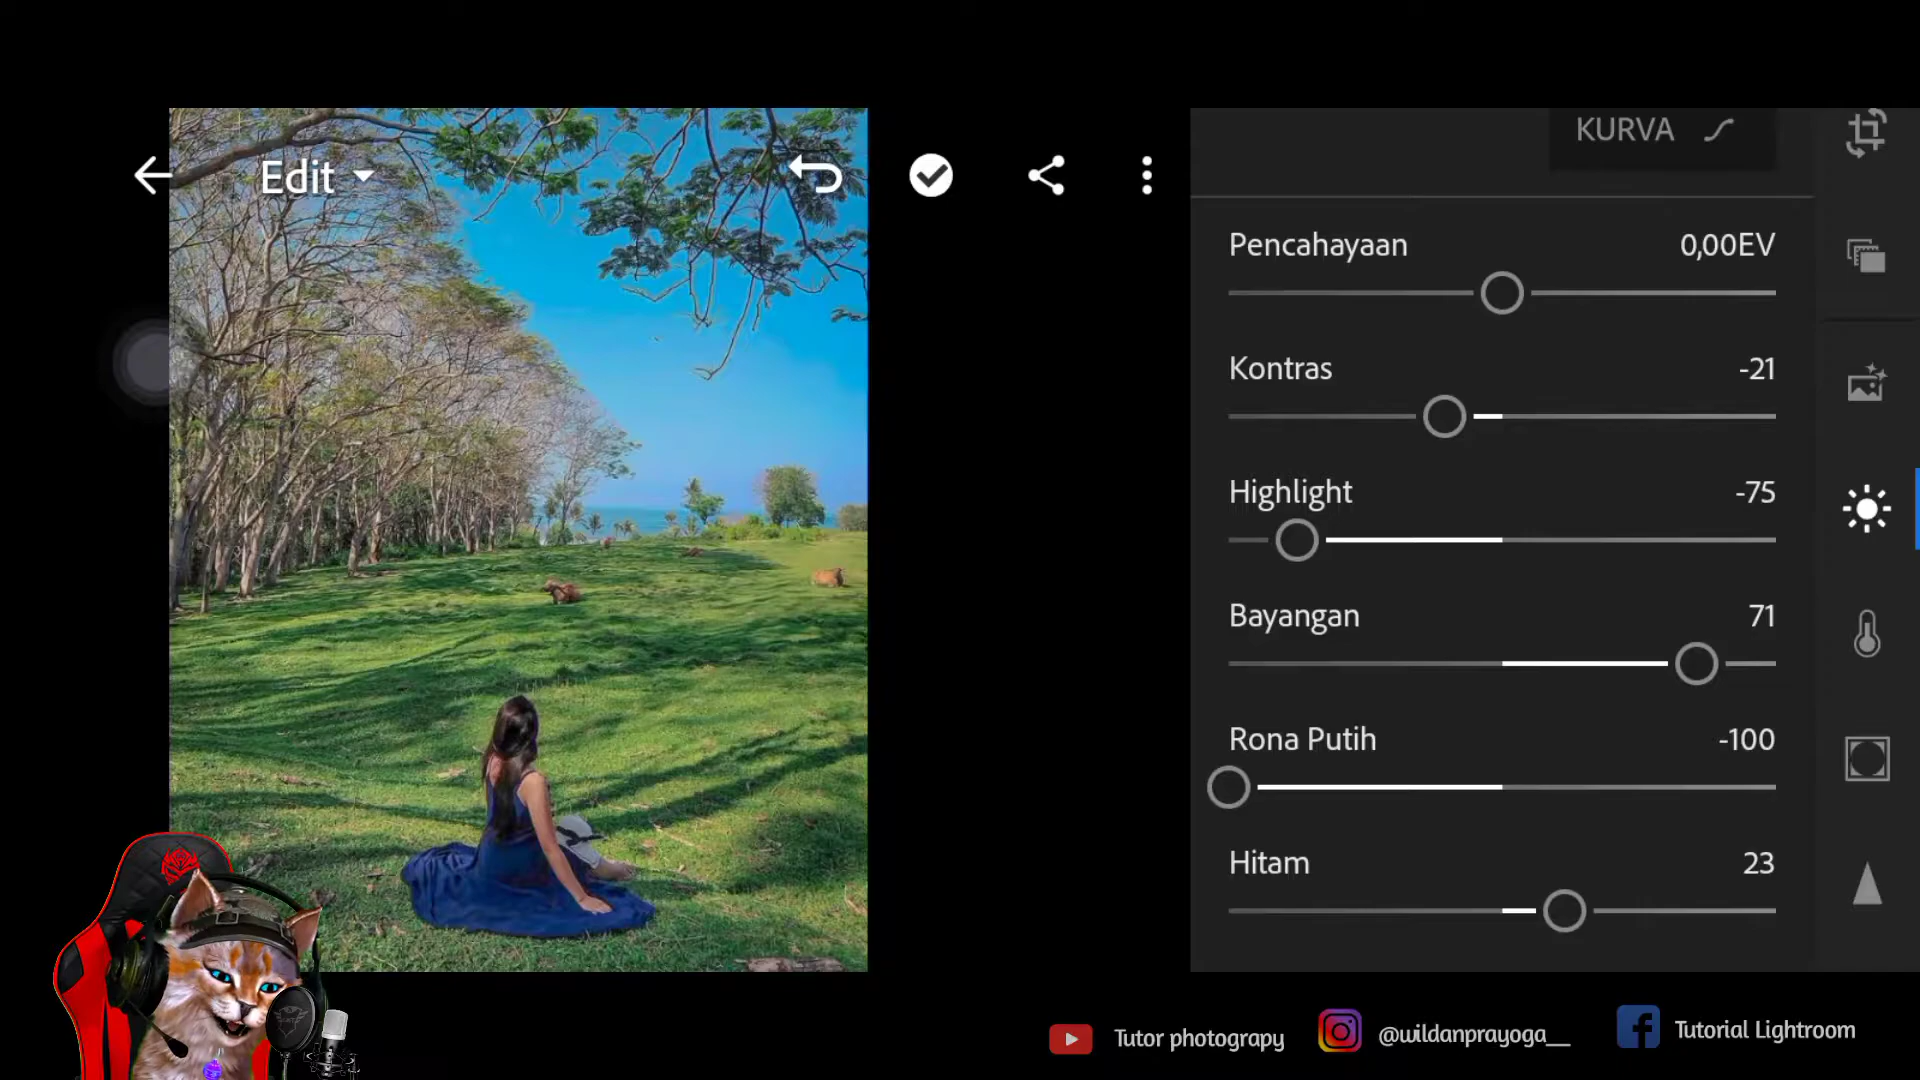 Edit
KURVA
Pencahayaan 0,00EV
Kontras -21
Highlight -75
Bayangan 71
Rona Putih -100
Hitam 23
Tutor photograpy @wildanprayoga__ Tutorial Lightroom